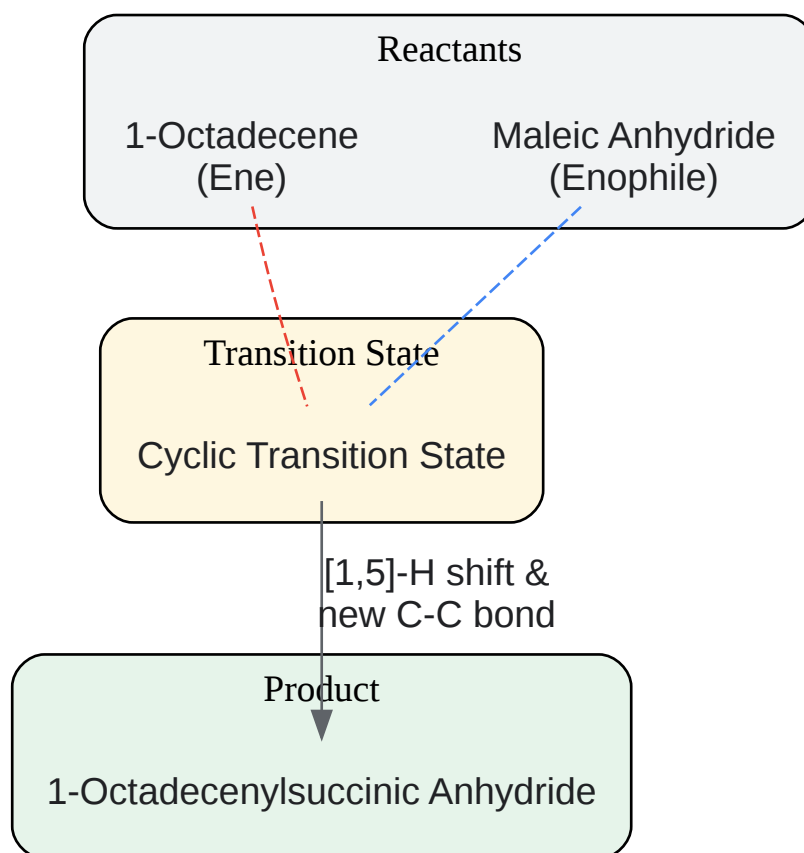 Reactants
1-Octadecene
(Ene)
Maleic Anhydride
(Enophile)
Transition State
Cyclic Transition State
[1,5]-H shift &
new C-C bond
Product
1-Octadecenylsuccinic Anhydride